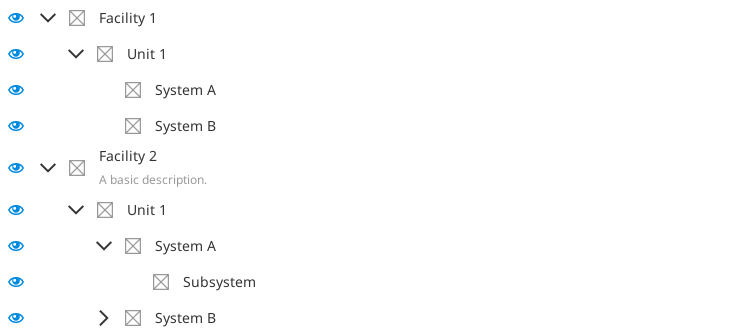 Facility 1
Unit 1
System A
System B
Facility 2
A basic description.
Unit 1
System A
Subsystem
System B